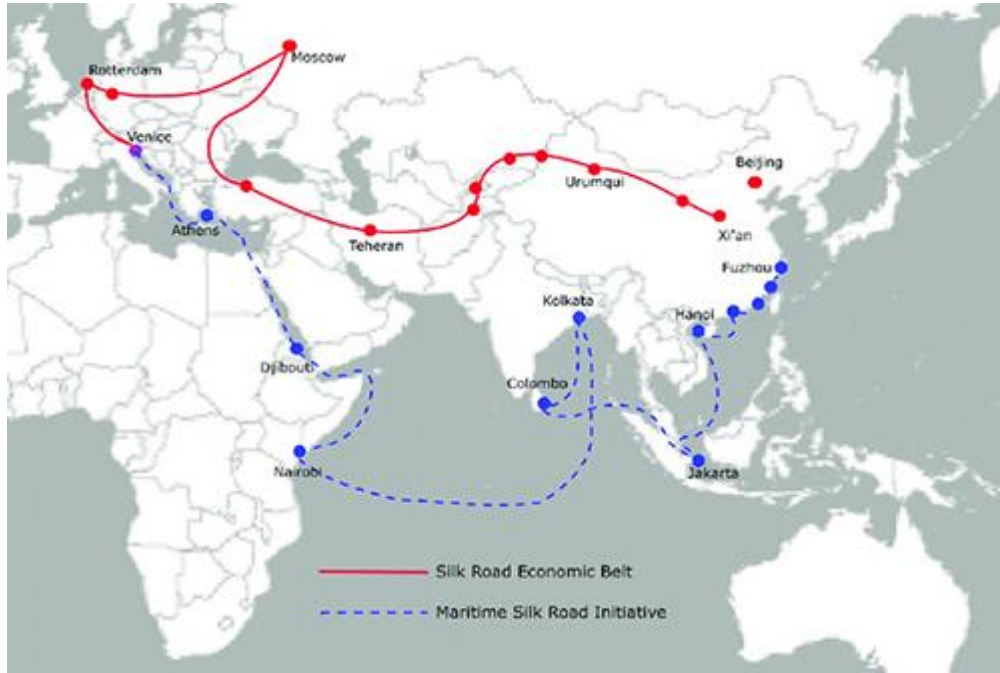 Moscow
Rotterdam
Venice
Beijing
Urumqui
Athens
Xi'an
Teheran
Fuzhou
Kolkata
Hanoi
Djibouti
Colombo
Nairobi
Jakarta
Silk Road Economic Belt
Maritime Silk Road Initiative